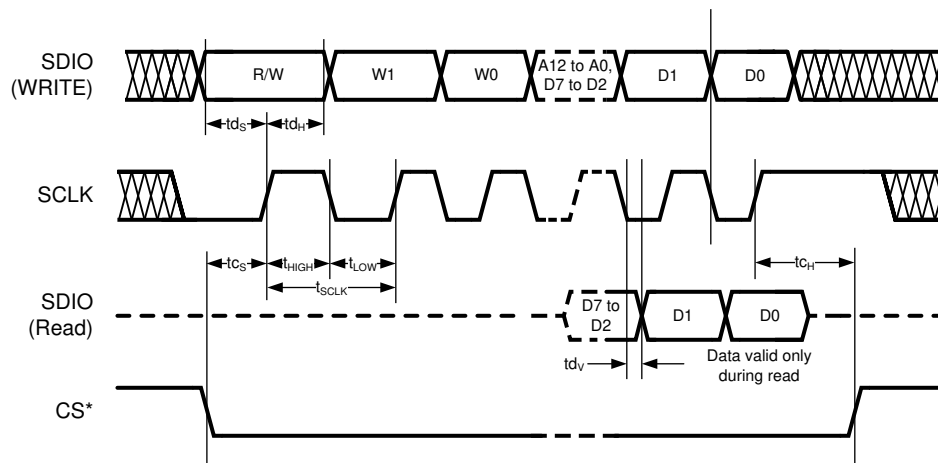 SDIO
(WRITE)
R/W
W1
W0
A12 to A0,
D7 to D2
D1
D0
tdS
tdH
SCLK
tcS
tHIGH
tLOW
tSCLK
tcH
SDIO
(Read)
D7 to
D2
D1
D0
tdV
Data valid only
during read
CS*